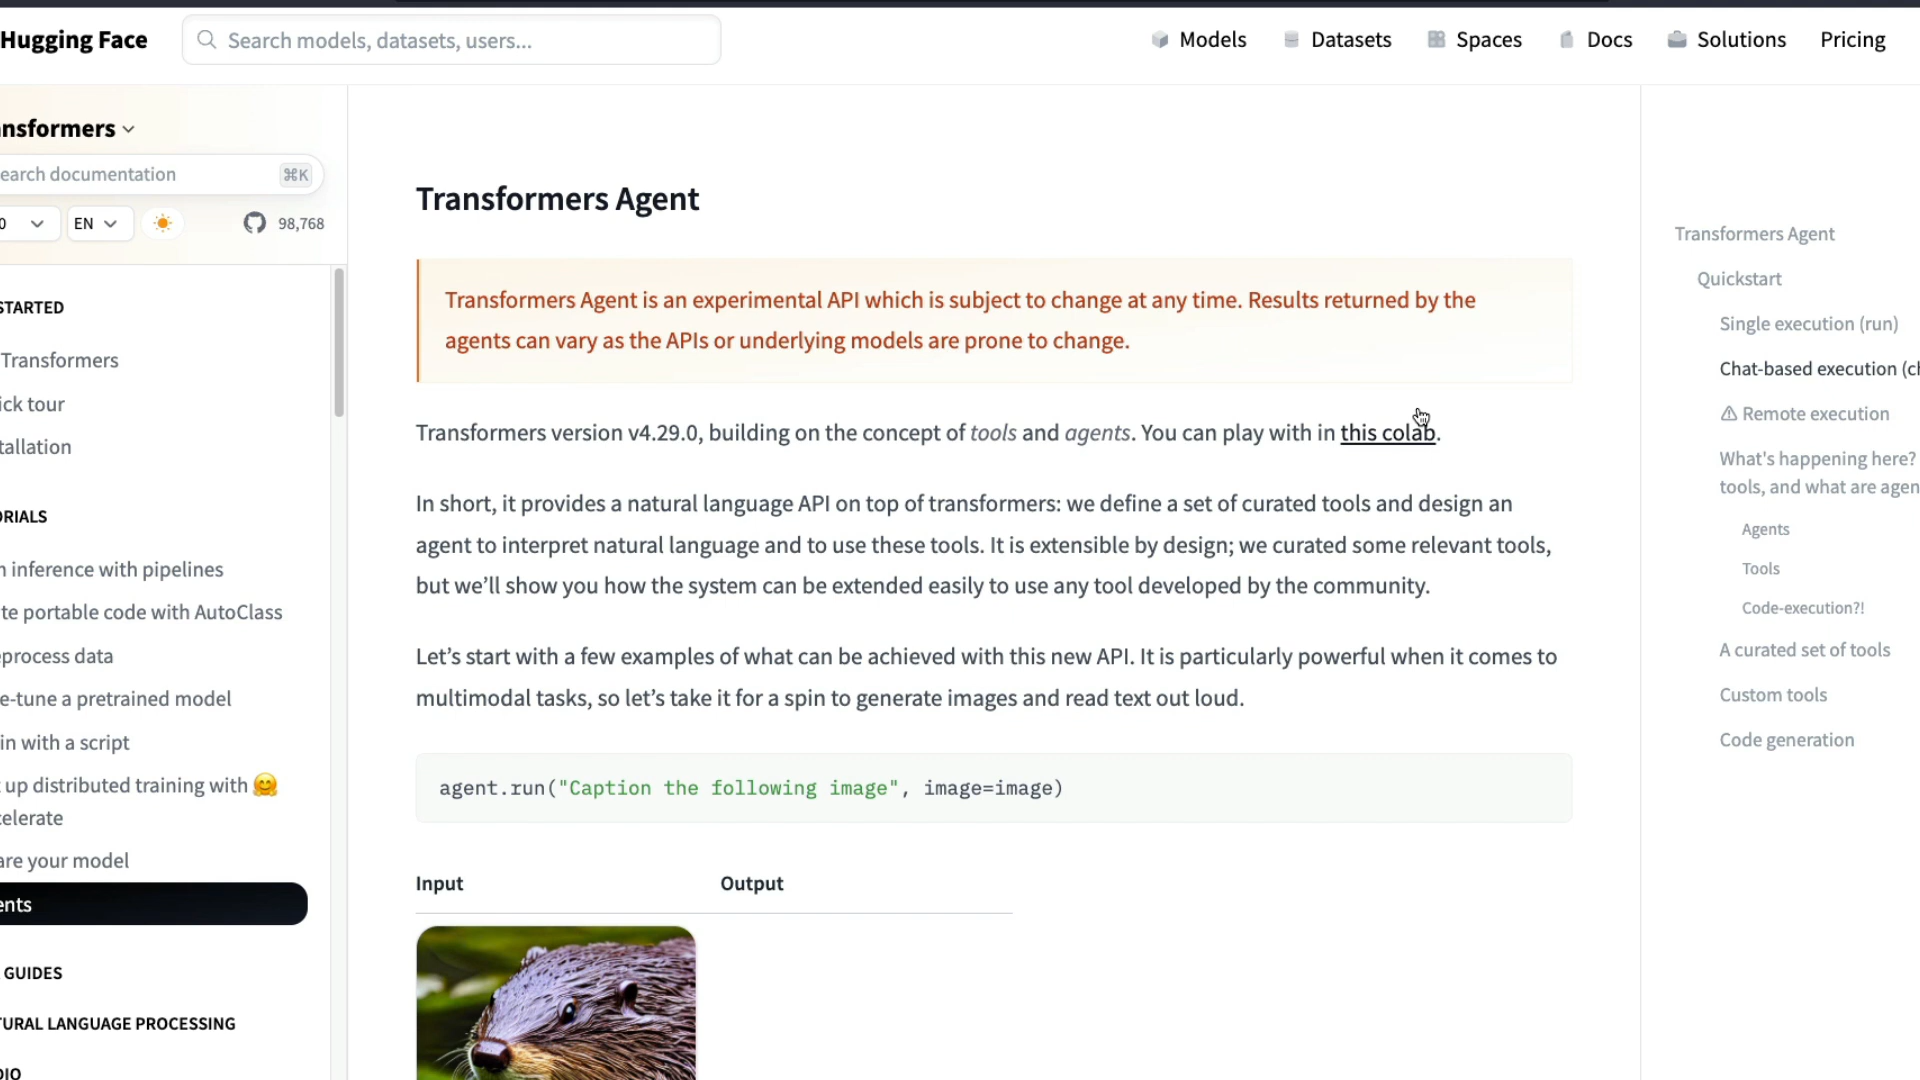 Hugging Face
Search models, datasets, users...
Models
Datasets
Spaces
Docs
Solutions
Pricing
nsformers
earch documentation
⌘K
0
EN
98,768
STARTED
Transformers
ick tour
tallation
ORIALS
n inference with pipelines
te portable code with AutoClass
eprocess data
e-tune a pretrained model
in with a script
t up distributed training with 🤗
celerate
are your model
ents
GUIDES
TURAL LANGUAGE PROCESSING
DIO
Transformers Agent
Transformers Agent is an experimental API which is subject to change at any time. Results returned by the
agents can vary as the APIs or underlying models are prone to change.
Transformers version v4.29.0, building on the concept of tools and agents. You can play with in this colab.
In short, it provides a natural language API on top of transformers: we define a set of curated tools and design an
agent to interpret natural language and to use these tools. It is extensible by design; we curated some relevant tools,
but we’ll show you how the system can be extended easily to use any tool developed by the community.
Let’s start with a few examples of what can be achieved with this new API. It is particularly powerful when it comes to
multimodal tasks, so let’s take it for a spin to generate images and read text out loud.
agent.run("Caption the following image", image=image)
Input Output
Transformers Agent
Quickstart
Single execution (run)
Chat-based execution (ch
⚠ Remote execution
What's happening here?
tools, and what are agen
Agents
Tools
Code-execution?!
A curated set of tools
Custom tools
Code generation